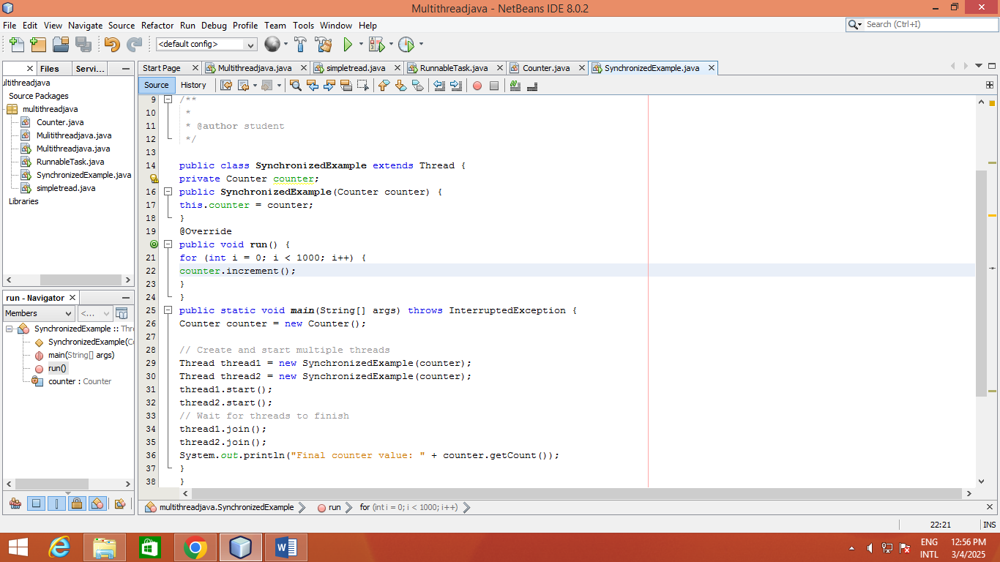 Multithreadjava - NetBeans IDE 8.0.2
File Edit View Navigate Source Refactor Run Debug Profile Team Tools Window Help
Search (Ctrl+I)
<default config>
Files Servi...
Start Page Multithreadjava.java simpletread.java RunnableTask.java Counter.java SynchronizedExample.java
ultithreadjava
Source Packages
multithreadjava
Counter.java
Mulitithreadjava.java
Multithreadjava.java
RunnableTask.java
SynchronizedExample.java
simpletread.java
Libraries
run - Navigator
Members <...
SynchronizedExample :: Thre
SynchronizedExample(Co
main(String[] args)
run()
counter : Counter
Source History
9 /**
10 *
11 * @author student
12 */
13
14 public class SynchronizedExample extends Thread {
private Counter counter;
16 public SynchronizedExample(Counter counter) {
17 this.counter = counter;
18 }
19 @Override
public void run() {
21 for (int i = 0; i < 1000; i++) {
22 counter.increment();
23 }
24 }
25 public static void main(String[] args) throws InterruptedException {
26 Counter counter = new Counter();
27
28 // Create and start multiple threads
29 Thread thread1 = new SynchronizedExample(counter);
30 Thread thread2 = new SynchronizedExample(counter);
31 thread1.start();
32 thread2.start();
33 // Wait for threads to finish
34 thread1.join();
35 thread2.join();
36 System.out.println("Final counter value: " + counter.getCount());
37 }
38 }
multithreadjava.SynchronizedExample run for (int i = 0; i < 1000; i++)
22:21 INS
ENG 12:56 PM
INTL 3/4/2025